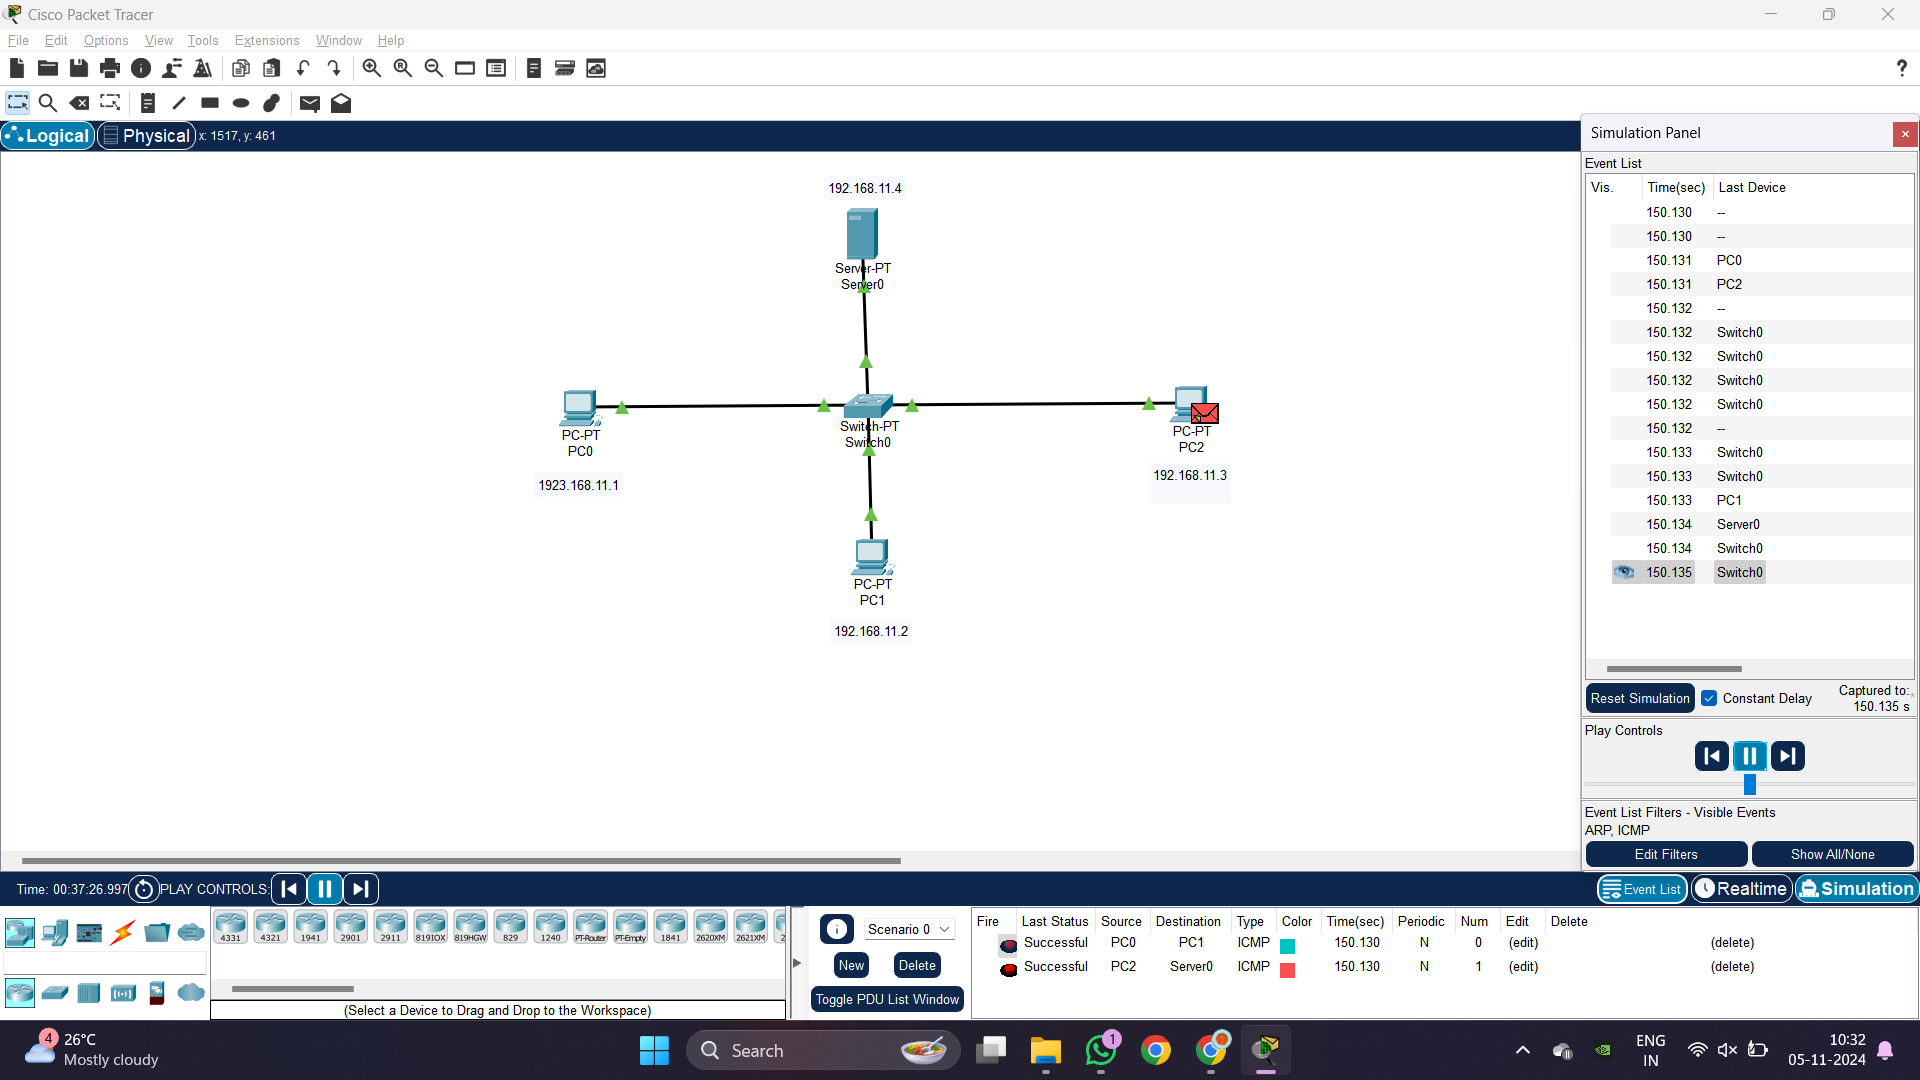 Cisco Packet Tracer
File Edit Options View Tools Extensions Window Help
Logical Physical x: 1517, y: 461
192.168.11.4
Server-PT
Server0
PC-PT
PC0
1923.168.11.1
Switch-PT
Switch0
PC-PT
PC2
192.168.11.3
PC-PT
PC1
192.168.11.2
Simulation Panel
Event List
Vis. Time(sec) Last Device
150.130 --
150.130 --
150.131 PC0
150.131 PC2
150.132 --
150.132 Switch0
150.132 Switch0
150.132 Switch0
150.132 Switch0
150.132 --
150.133 Switch0
150.133 Switch0
150.133 PC1
150.134 Server0
150.134 Switch0
150.135 Switch0
Reset Simulation Constant Delay Captured to:
150.135 s
Play Controls
Event List Filters - Visible Events
ARP, ICMP
Edit Filters Show All/None
Time: 00:37:26.997 PLAY CONTROLS:
Event List Realtime Simulation
4331 4321 1941 2901 2911 819IOX 819HGW 829 1240 PT-Router PT-Empty 1841 2620XM 2621XM
(Select a Device to Drag and Drop to the Workspace)
Scenario 0
New Delete
Toggle PDU List Window
Fire Last Status Source Destination Type Color Time(sec) Periodic Num Edit Delete
Successful PC0 PC1 ICMP 150.130 N 0 (edit) (delete)
Successful PC2 Server0 ICMP 150.130 N 1 (edit) (delete)
4
26°C
Mostly cloudy
Search
1
ENG
IN
10:32
05-11-2024